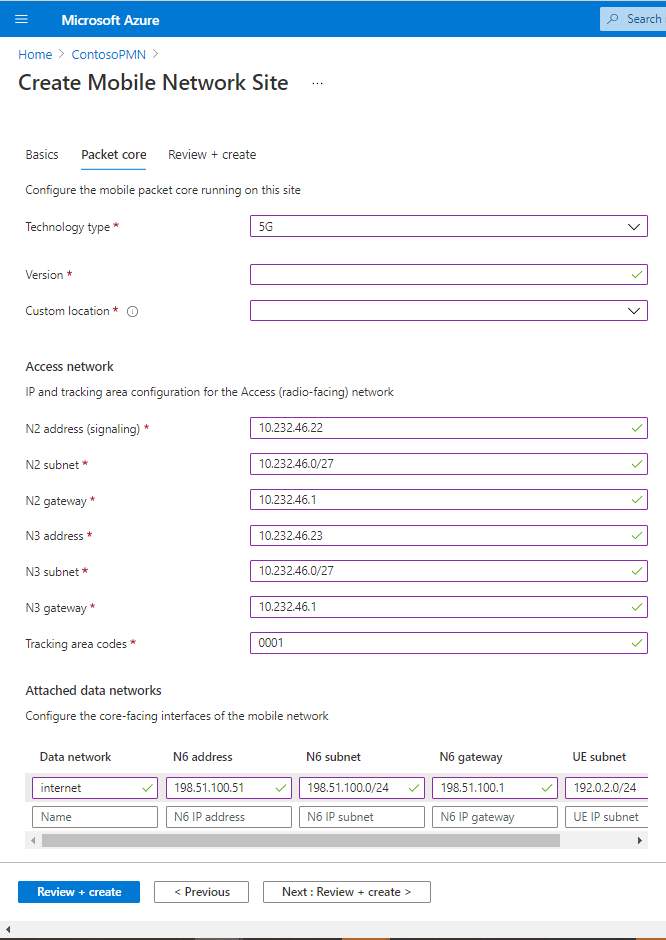 Microsoft Azure
Search
Home > ContosoPMN >
Create Mobile Network Site ...
Basics Packet core Review + create
Configure the mobile packet core running on this site
Technology type * 5G
Version *
Custom location *
Access network
IP and tracking area configuration for the Access (radio-facing) network
N2 address (signaling) * 10.232.46.22
N2 subnet * 10.232.46.0/27
N2 gateway * 10.232.46.1
N3 address * 10.232.46.23
N3 subnet * 10.232.46.0/27
N3 gateway * 10.232.46.1
Tracking area codes * 0001
Attached data networks
Configure the core-facing interfaces of the mobile network
Data network N6 address N6 subnet N6 gateway UE subnet
internet 198.51.100.51 198.51.100.0/24 198.51.100.1 192.0.2.0/24
Name N6 IP address N6 IP subnet N6 IP gateway UE IP subnet
Review + create < Previous Next : Review + create >